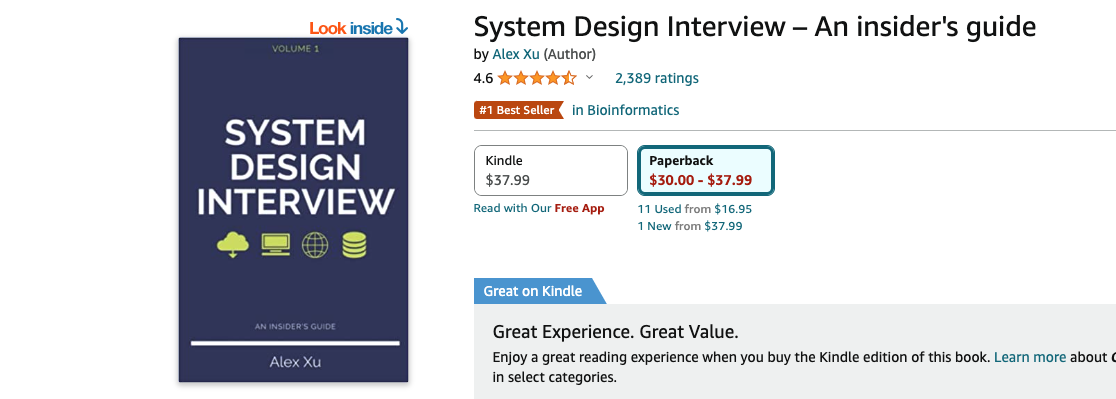 Look inside
VOLUME 1
SYSTEM
DESIGN
INTERVIEW
AN INSIDER'S GUIDE
Alex Xu
System Design Interview – An insider's guide
by Alex Xu (Author)
4.6 2,389 ratings
#1 Best Seller in Bioinformatics
Kindle
$37.99
Read with Our Free App
Paperback
$30.00 - $37.99
11 Used from $16.95
1 New from $37.99
Great on Kindle
Great Experience. Great Value.
Enjoy a great reading experience when you buy the Kindle edition of this book. Learn more about
in select categories.